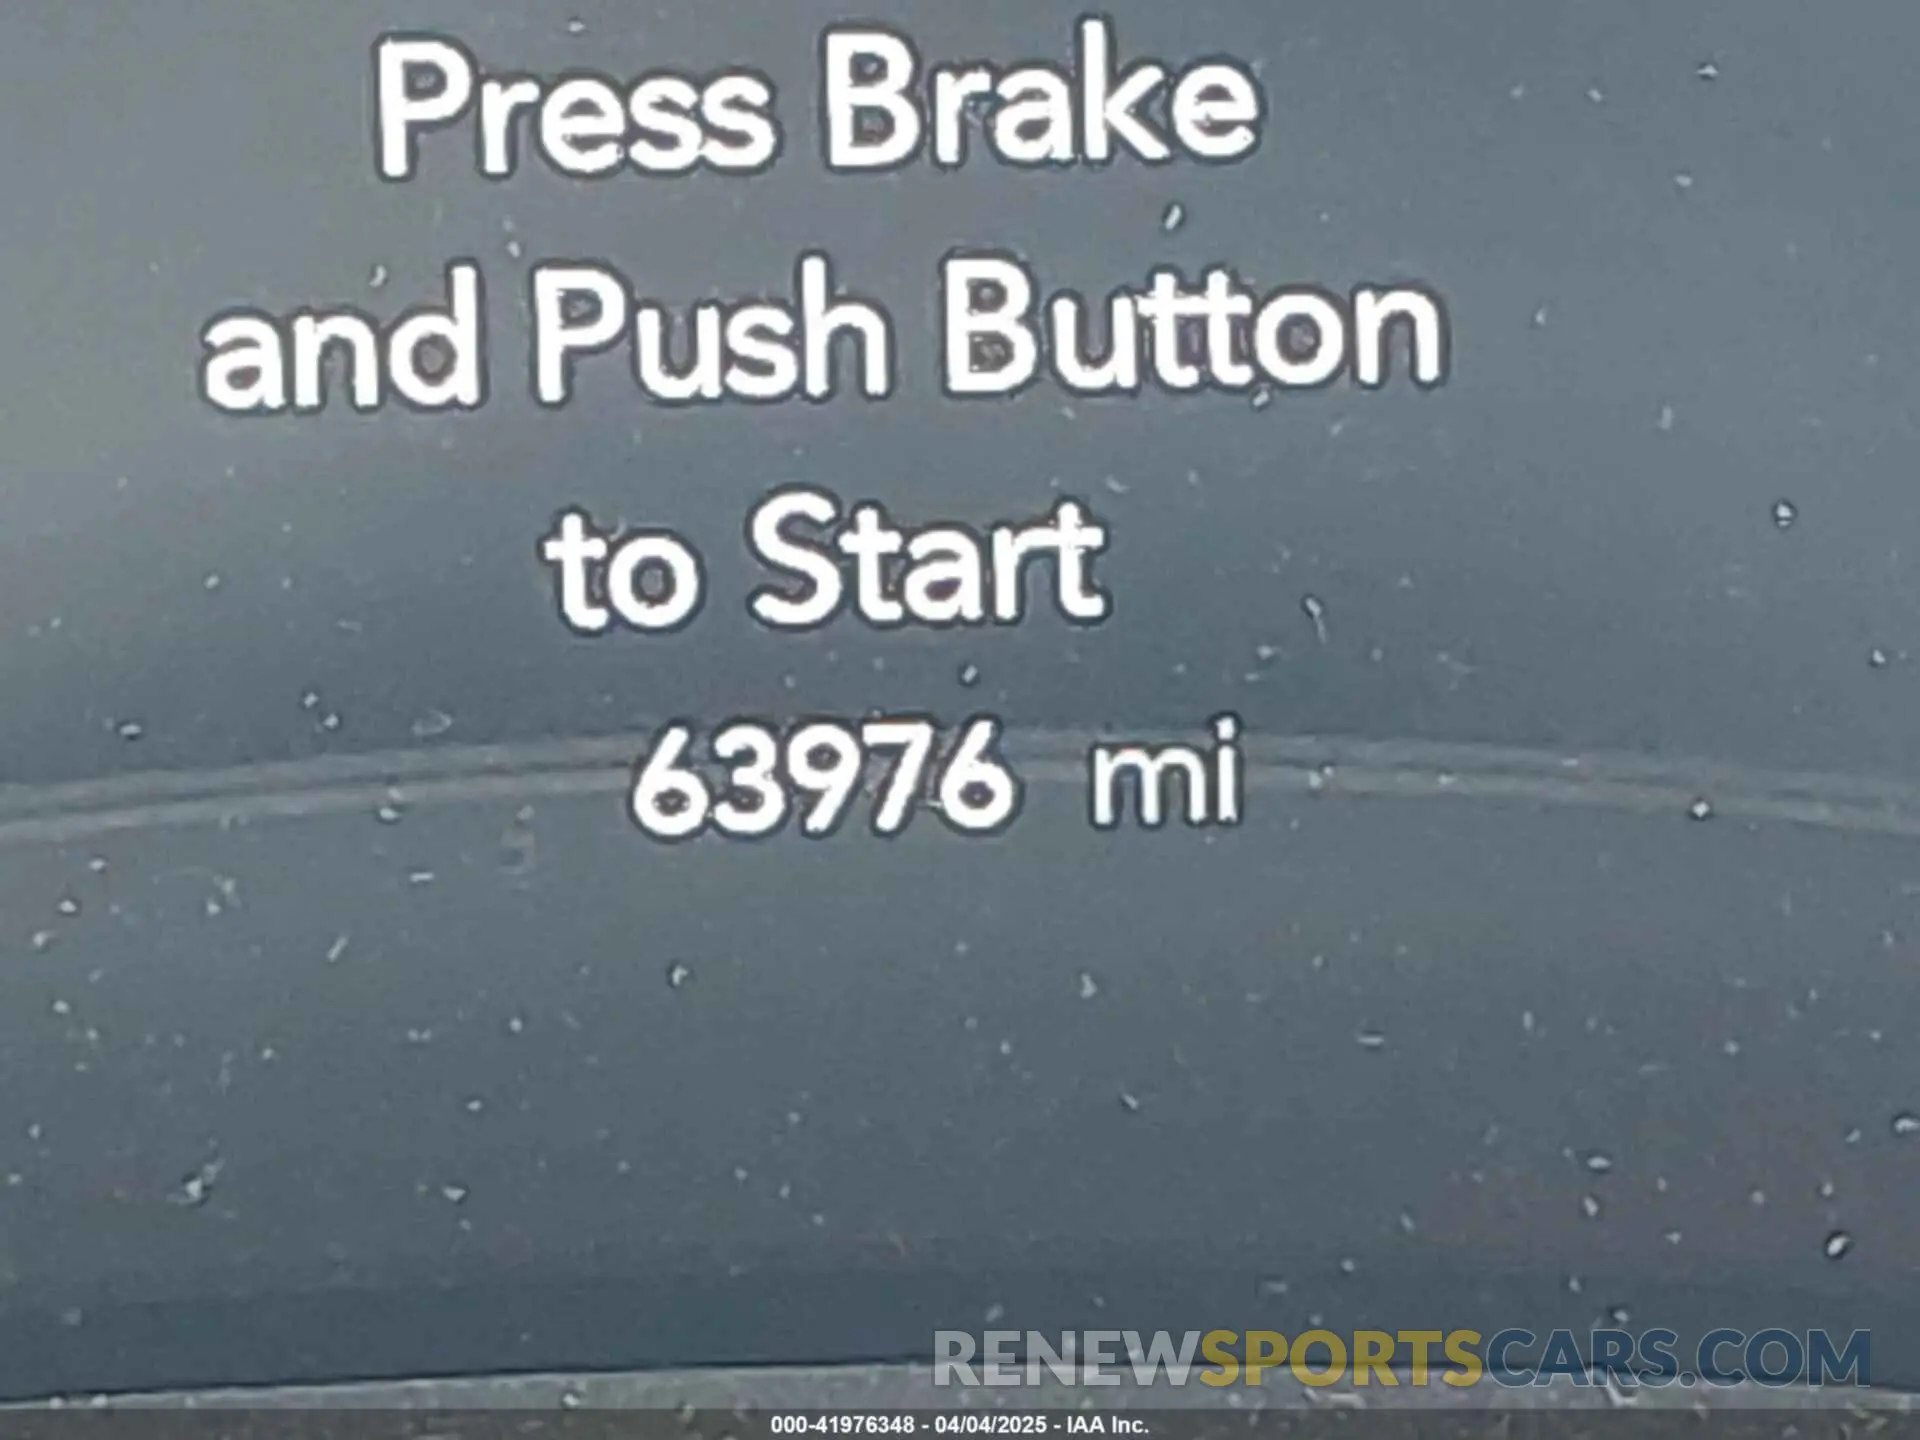 Press Brake
and Push Button
to Start
63976 mi
RENEWSPORTSCARS.COM
000-41976348 - 04/04/2025 - IAA Inc.